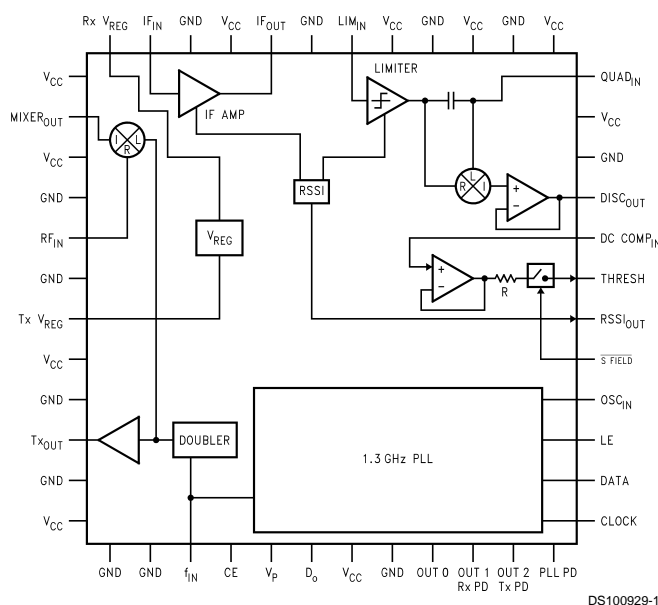 Rx VREG IFIN GND VCC IFOUT GND LIMIN VCC GND VCC GND VCC
LIMITER
VCC
QUADIN
IF AMP
MIXEROUT
VCC
I L
R
VCC
GND
RSSI
L
R I
+
−
GND
DISCOUT
RFIN
VREG
DC COMPIN
+
−
GND
R
THRESH
Tx VREG
RSSIOUT
VCC
S FIELD
GND
OSCIN
TxOUT
DOUBLER
1.3 GHz PLL
LE
GND
DATA
VCC
CLOCK
GND GND fIN CE VP Do VCC GND OUT 0 OUT 1 OUT 2 PLL PD
Rx PD Tx PD
DS100929-1